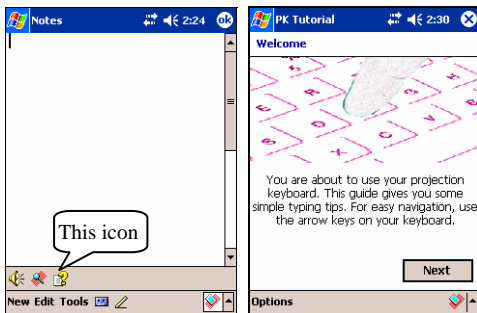 Notes 2:24 ok
This icon
New Edit Tools
PK Tutorial 2:30
Welcome
You are about to use your projection
keyboard. This guide gives you some
simple typing tips. For easy navigation, use
the arrow keys on your keyboard.
Next
Options